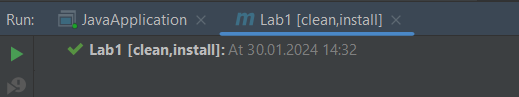 Run: JavaApplication × m Lab1 [clean,install] ×
Lab1 [clean,install]: At 30.01.2024 14:32